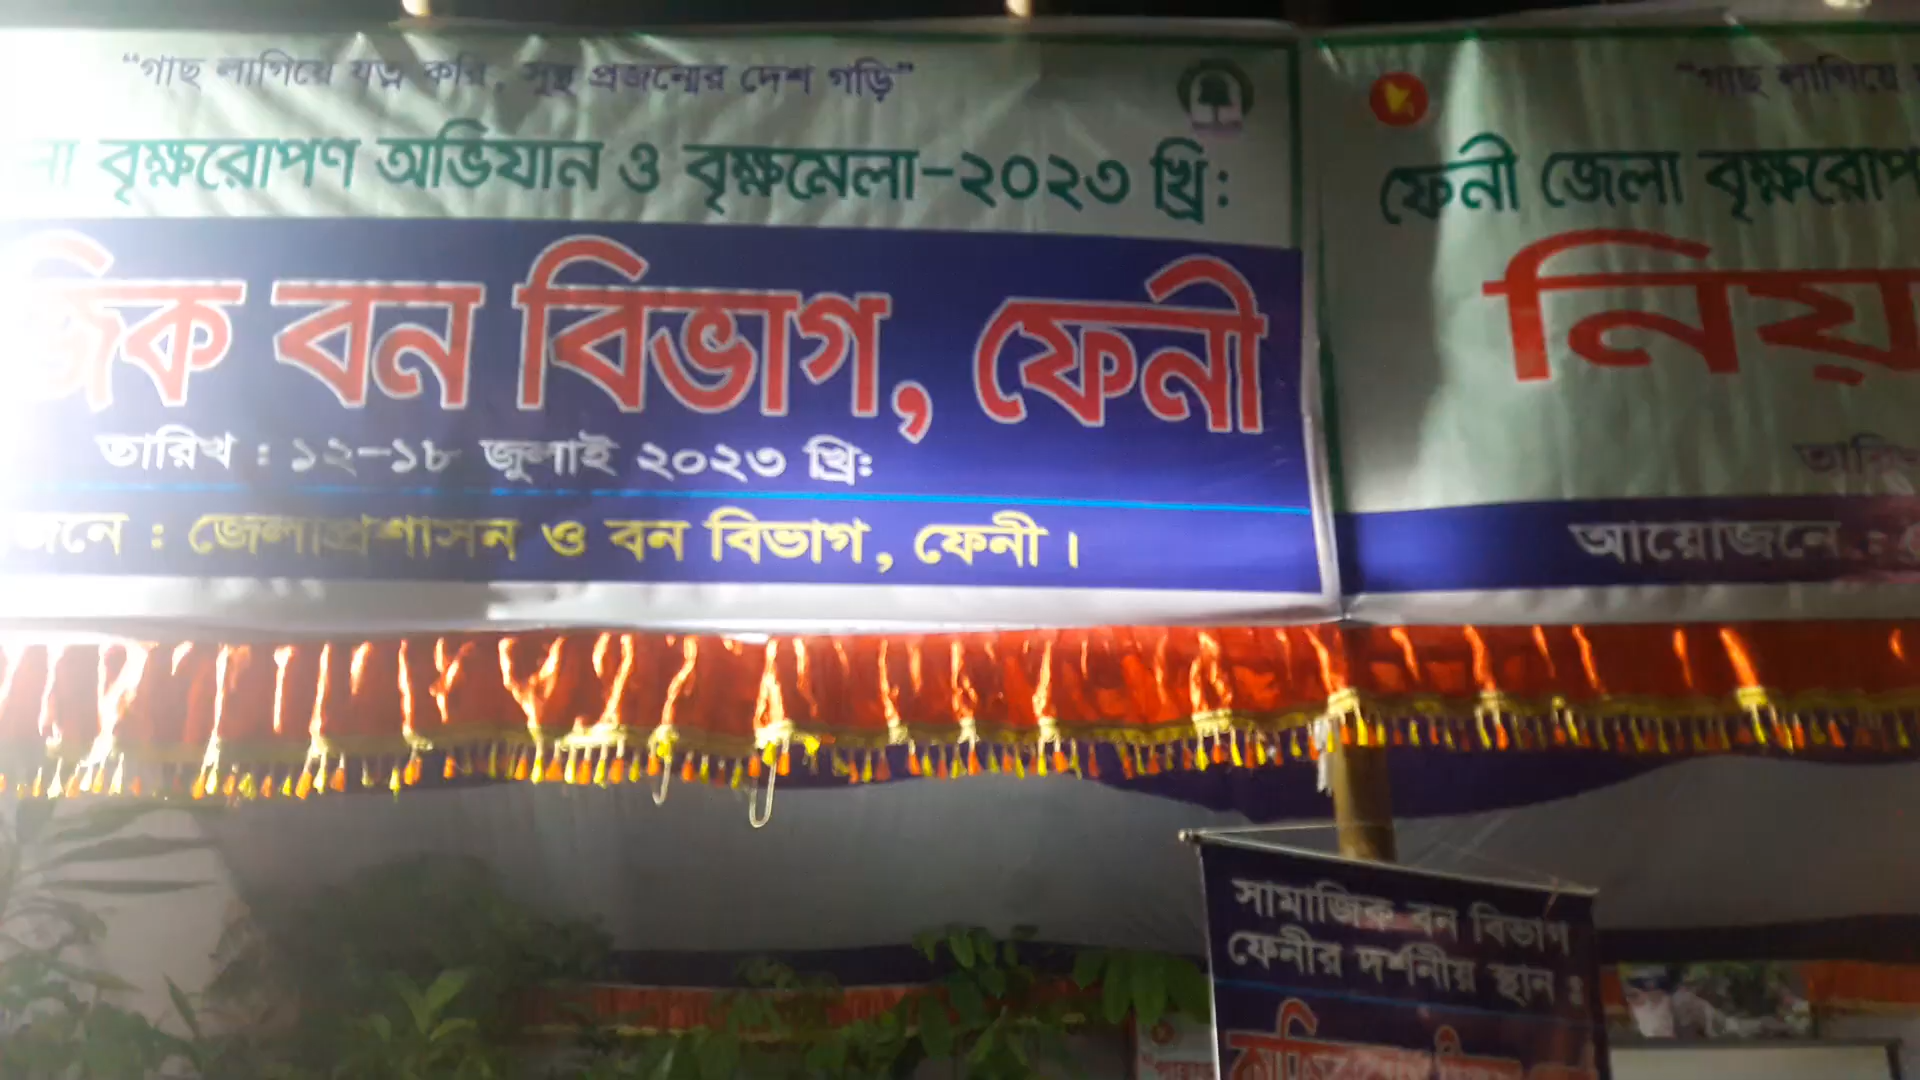 “গাছ লাগিয়ে যত্ন করি, সুস্থ প্রজন্মের দেশ গড়ি”
বৃক্ষরোপণ অভিযান ও বৃক্ষমেলা-২০২৩ খ্রি:
বন বিভাগ, ফেনী
তারিখ : ১২-১৮ জুলাই ২০২৩ খ্রি:
জেলাপ্রশাসন ও বন বিভাগ, ফেনী।
“গাছ লাগিয়ে
ফেনী জেলা
আয়োজনে :
সামাজিক বন বিভাগ
ফেনীর দর্শনীয় স্থান :